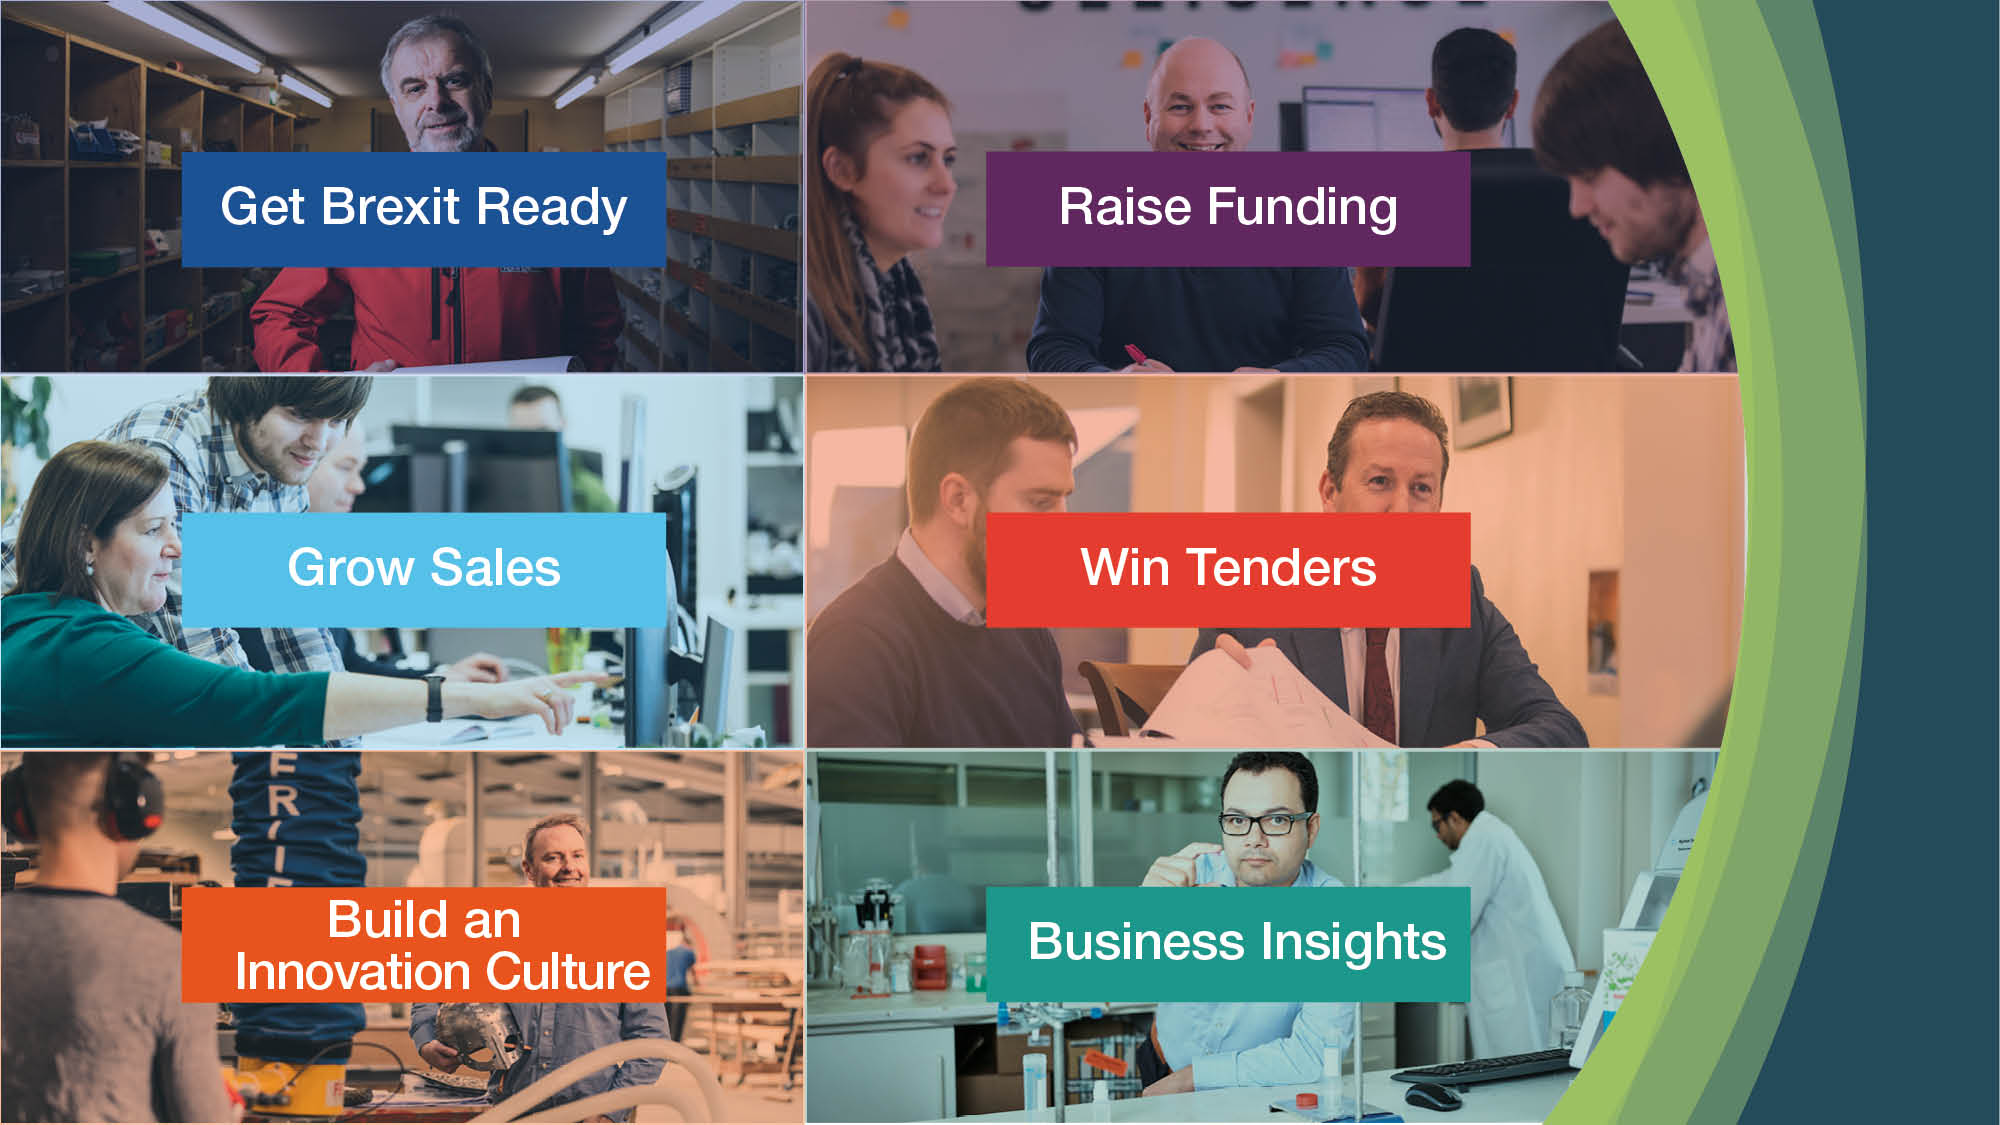 Get Brexit Ready
Raise Funding
Grow Sales
Win Tenders
Build an
Innovation Culture
Business Insights